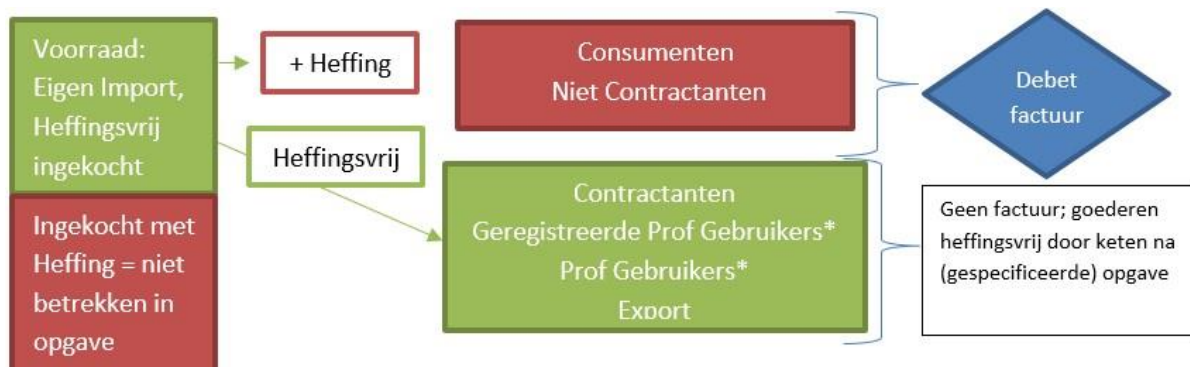 Voorraad:
Eigen Import,
Heffingsvrij
ingekocht
Ingekocht met
Heffing = niet
betrekken in
opgave
+ Heffing
Heffingsvrij
Consumenten
Niet Contractanten
Contractanten
Geregistreerde Prof Gebruikers*
Prof Gebruikers*
Export
Debet
factuur
Geen factuur; goederen
heffingsvrij door keten na
(gespecificeerde) opgave